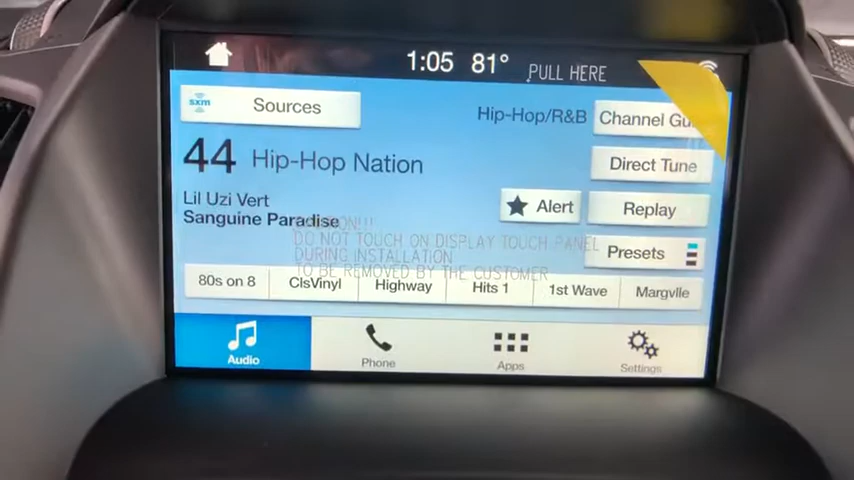 1:05 81° PULL HERE
sxm Sources
Hip-Hop/R&B
Channel Gu
44 Hip-Hop Nation
Direct Tune
Lil Uzi Vert
Alert
Replay
Sanguine Paradise
DO NOT TOUCH ON DISPLAY TOUCH PANEL
DURING INSTALLATION
TO BE REMOVED BY THE CUSTOMER
Presets
80s on 8 ClsVinyl Highway Hits 1 1st Wave Margvlle
Audio Phone Apps Settings